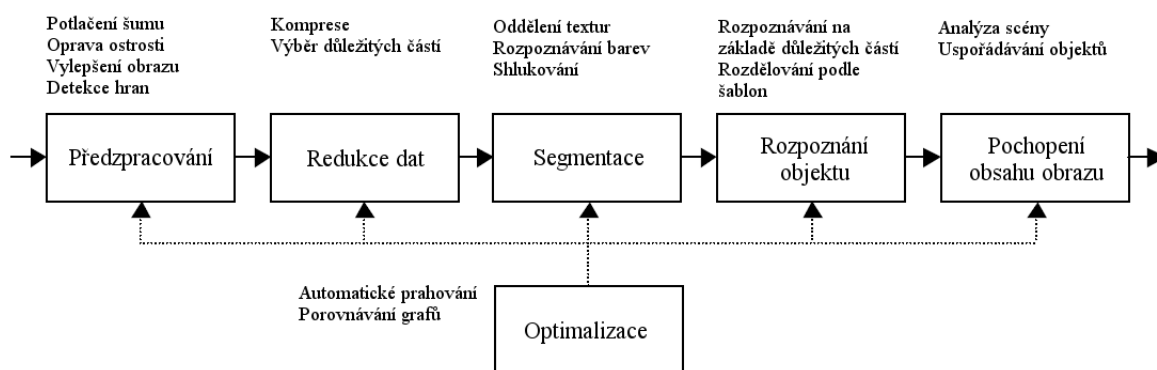 Potlačení šumu
Oprava ostrosti
Vylepšení obrazu
Detekce hran
Komprese
Výběr důležitých částí
Oddělení textur
Rozpoznávání barev
Shlukování
Rozpoznávání na
základě důležitých částí
Rozdělování podle
šablon
Analýza scény
Uspořádávání objektů
Předzpracování
Redukce dat
Segmentace
Rozpoznání
objektu
Pochopení
obsahu obrazu
Automatické prahování
Porovnávání grafů
Optimalizace